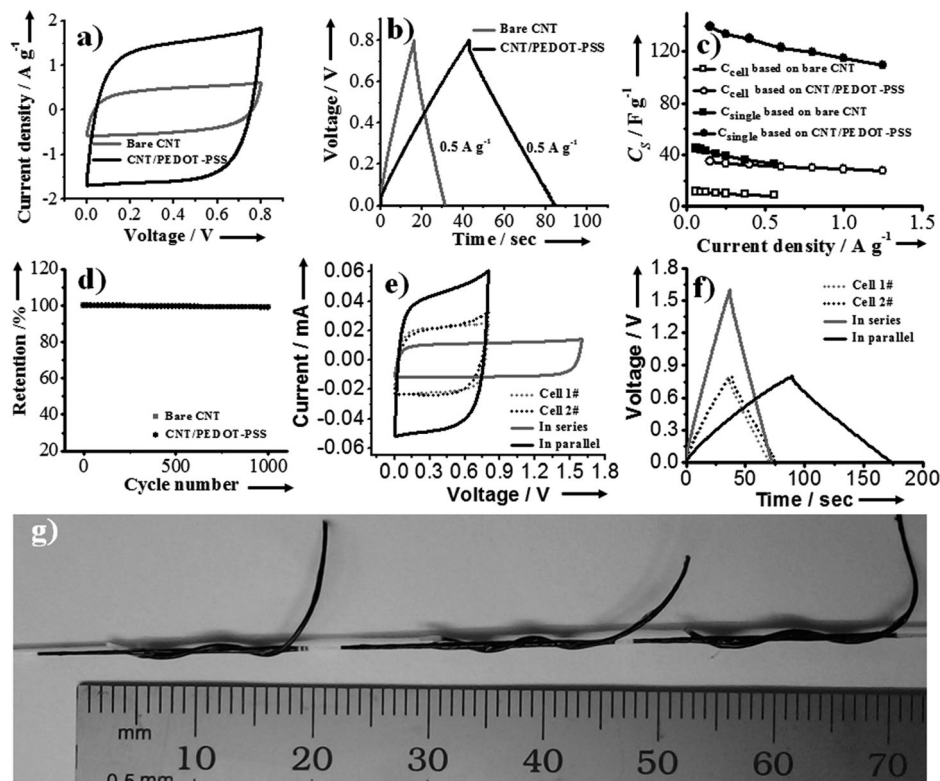 a)
Current density / A g-1
2
1
0
-1
-2
Bare CNT
CNT/PEDOT-PSS
0.0 0.2 0.4 0.6 0.8
Voltage / V
b)
Voltage / V
0.8
0.6
0.4
0.2
0.0
Bare CNT
CNT/PEDOT-PSS
0.5 A g-1
0.5 A g-1
0 20 40 60 80 100
Time / sec
c)
CS / F g-1
120
80
40
0
Ccell based on bare CNT
Ccell based on CNT/PEDOT-PSS
Csingle based on bare CNT
Csingle based on CNT/PEDOT-PSS
0.0 0.5 1.0 1.5
Current density / A g-1
d)
Retention /%
120
100
80
60
40
20
Bare CNT
CNT/PEDOT-PSS
0 500 1000
Cycle number
e)
Current / mA
0.06
0.04
0.02
0.00
-0.02
-0.04
-0.06
Cell 1#
Cell 2#
In series
In parallel
0.0 0.3 0.6 0.9 1.2 1.5 1.8
Voltage / V
f)
Voltage / V
1.8
1.5
1.2
0.9
0.6
0.3
0.0
Cell 1#
Cell 2#
In series
In parallel
0 50 100 150 200
Time / sec
g)
mm
10 20 30 40 50 60 70
0.5 mm